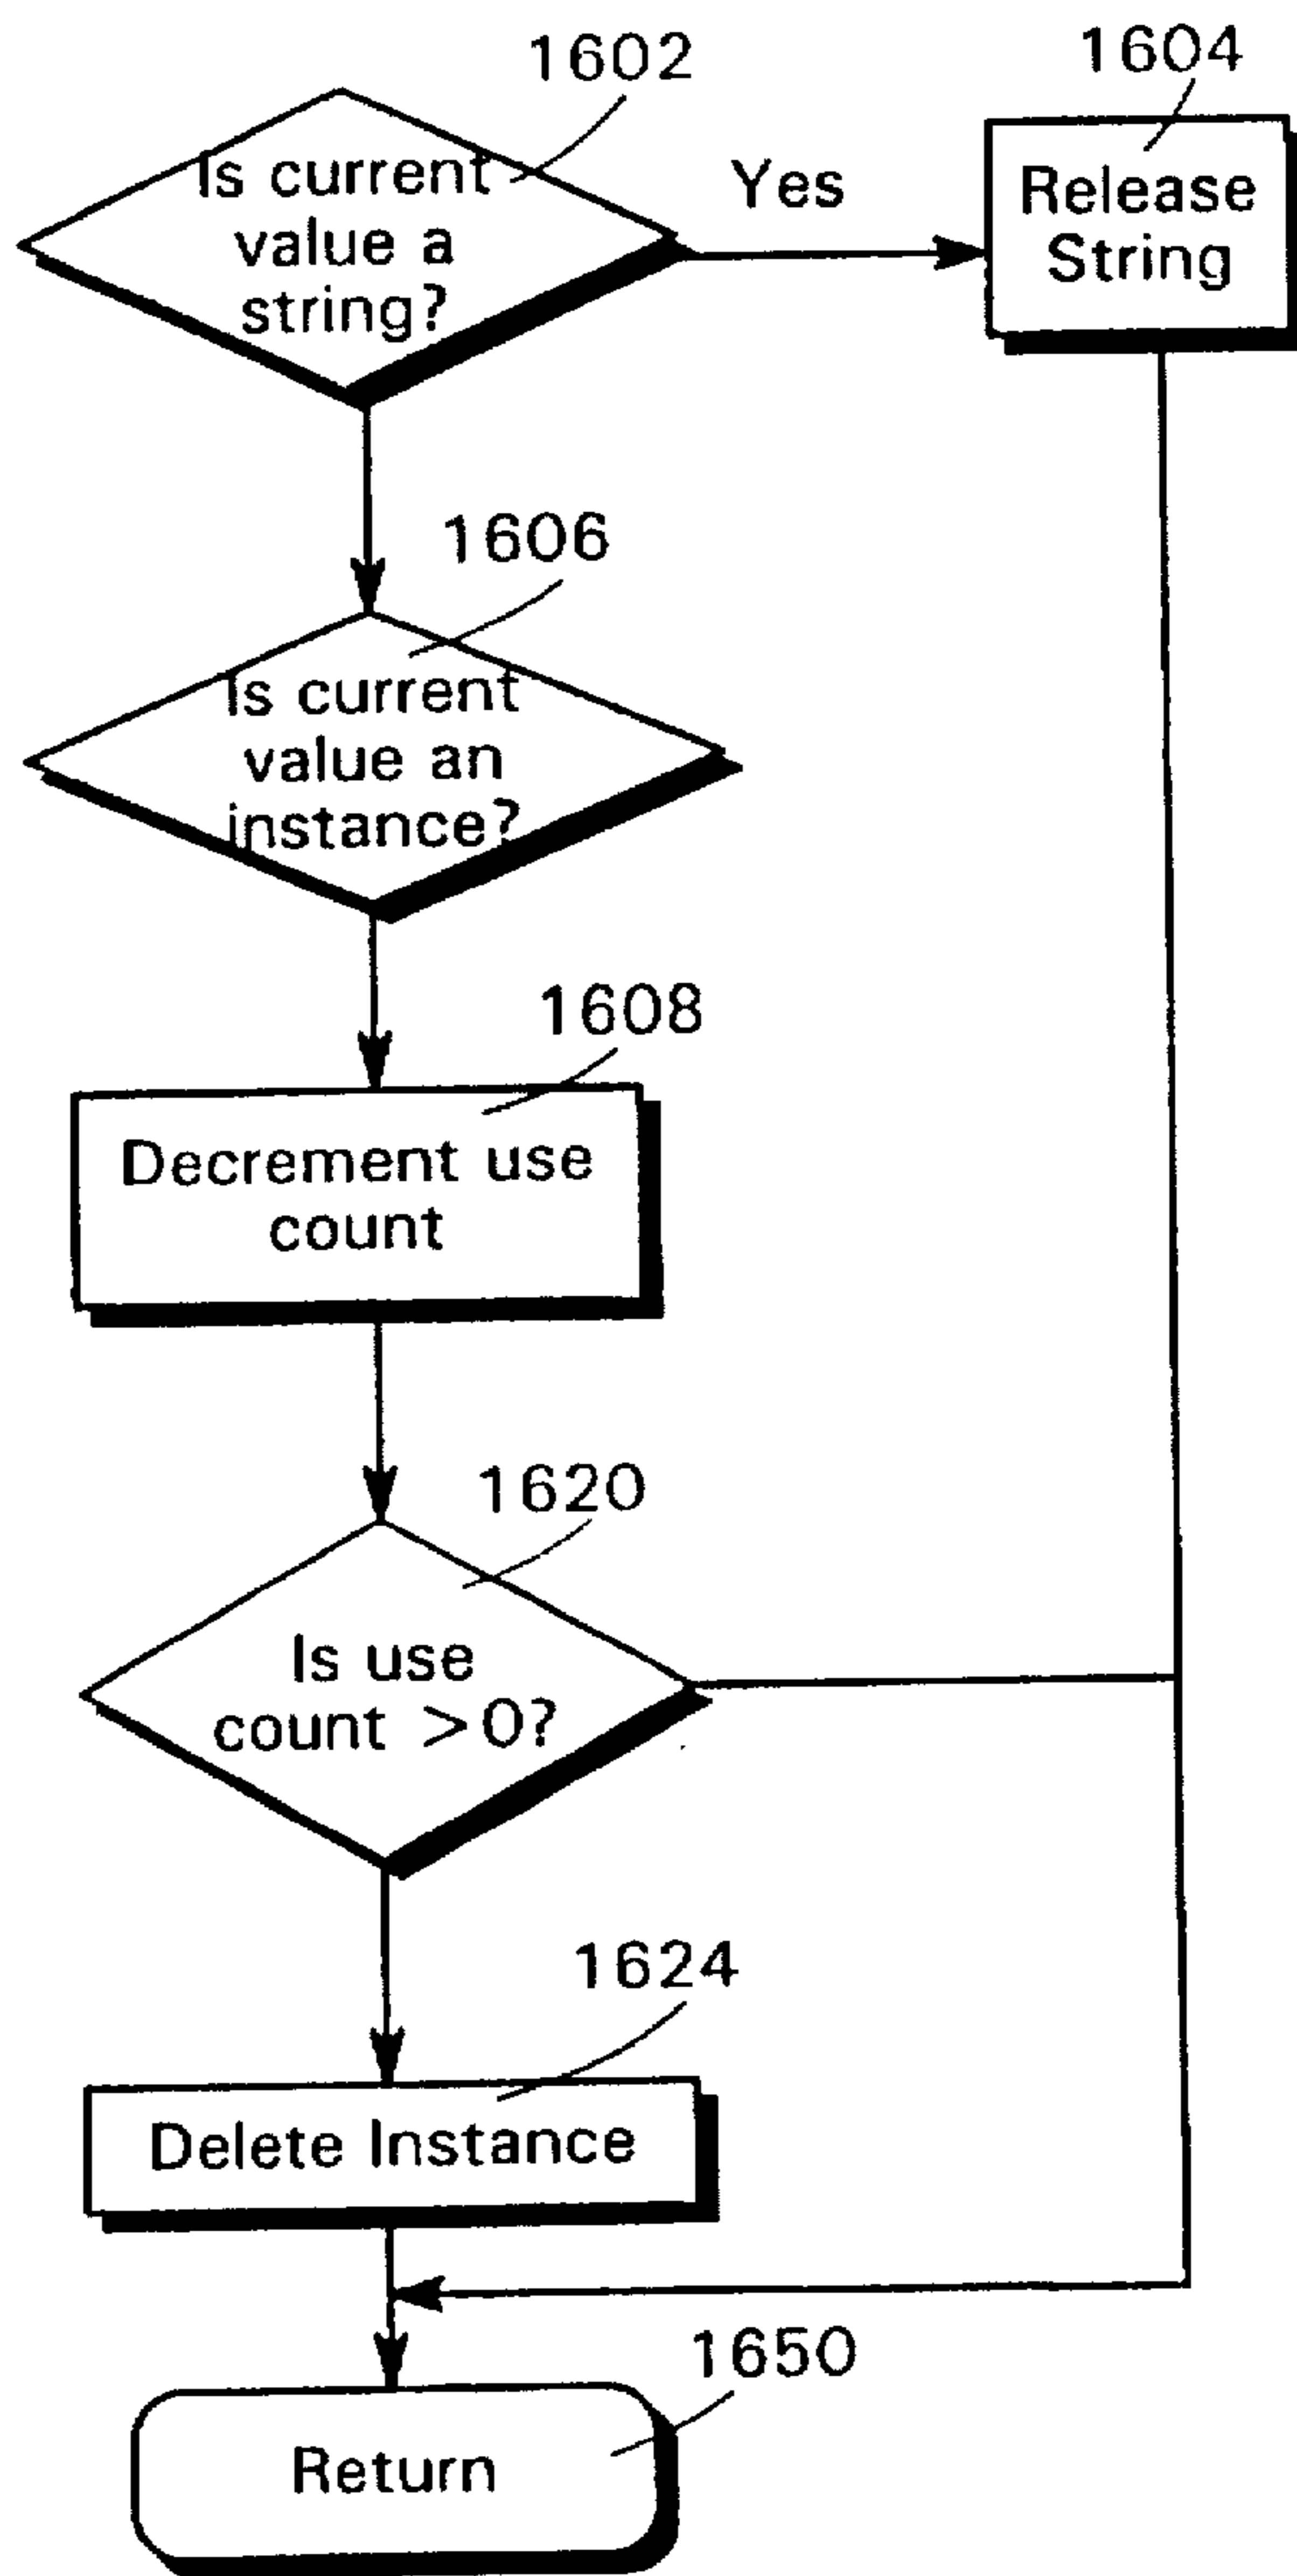 1602
Is current
value a
string?
Yes
1604
Release
String
1606
Is current
value an
instance?
1608
Decrement use
count
1620
Is use
count >0?
1624
Delete Instance
1650
Return